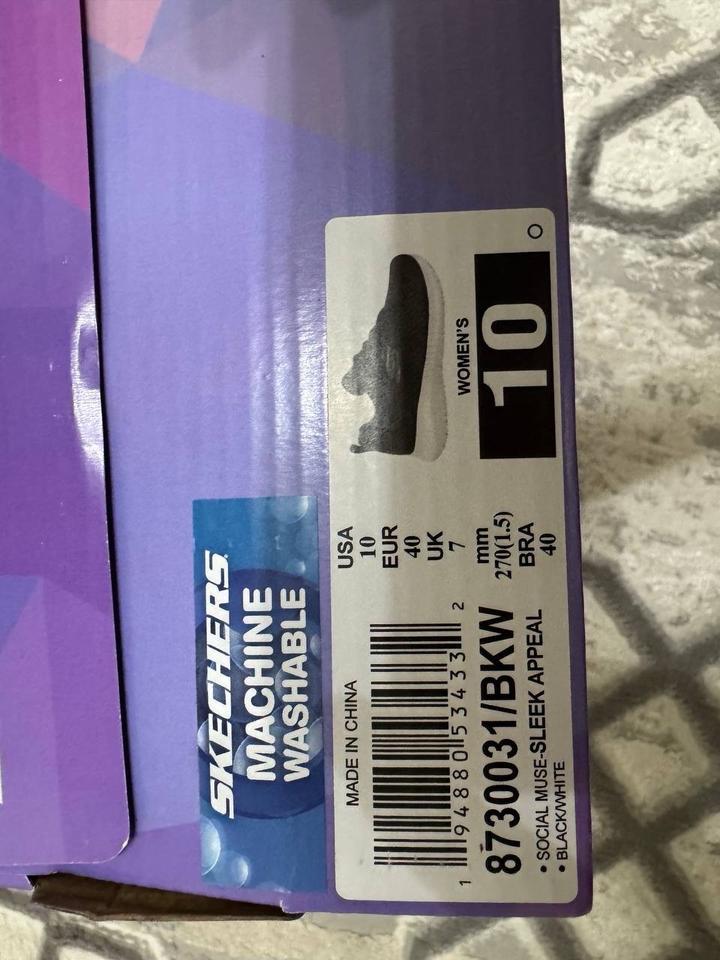 SKECHERS
MACHINE
WASHABLE
MADE IN CHINA
1 94880 53433 2
8730031/BKW
• SOCIAL MUSE-SLEEK APPEAL
• BLACK/WHITE
USA
10
EUR
40
UK
7
mm
270(1.5)
BRA
40
WOMEN'S
10